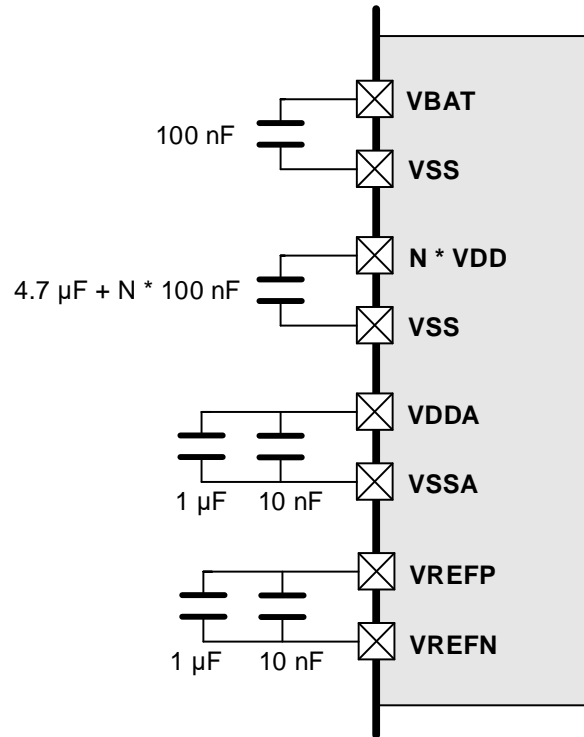 VBAT
100 nF
VSS
N * VDD
4.7 µF + N * 100 nF
VSS
VDDA
VSSA
1 µF 10 nF
VREFP
VREFN
1 µF 10 nF